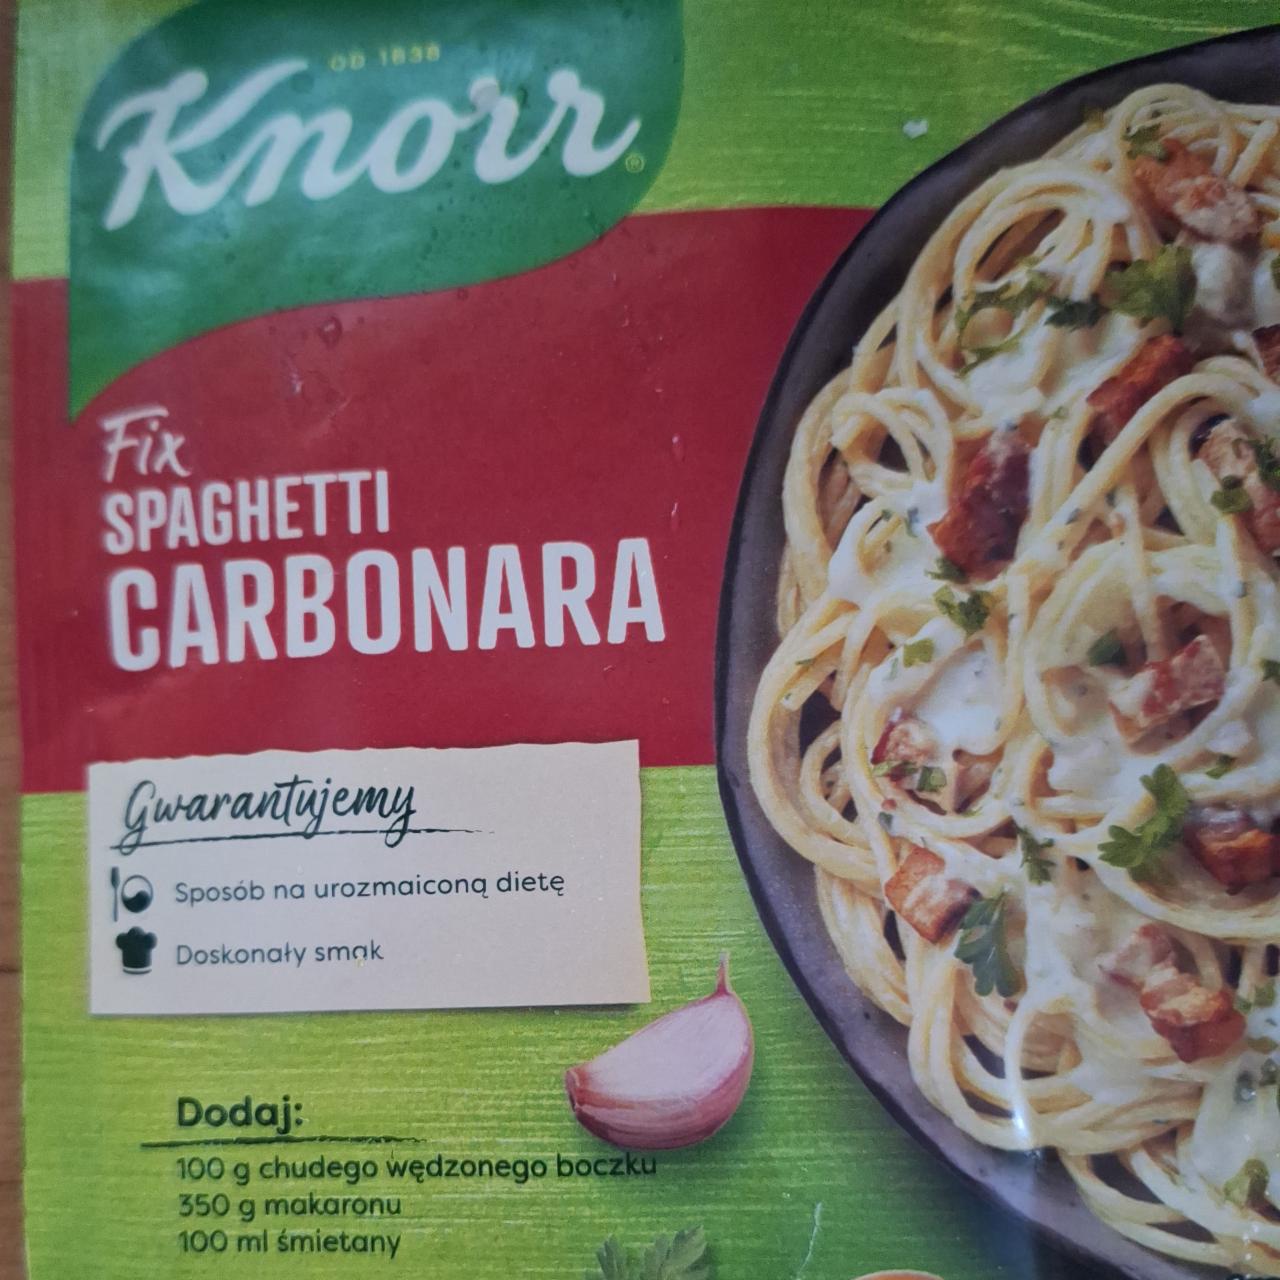 OD 1838
Knorr®
Fix
SPAGHETTI
CARBONARA
Gwarantujemy
Sposób na urozmaiconą dietę
Doskonały smak
Dodaj:
100 g chudego wędzonego boczku
350 g makaronu
100 ml śmietany